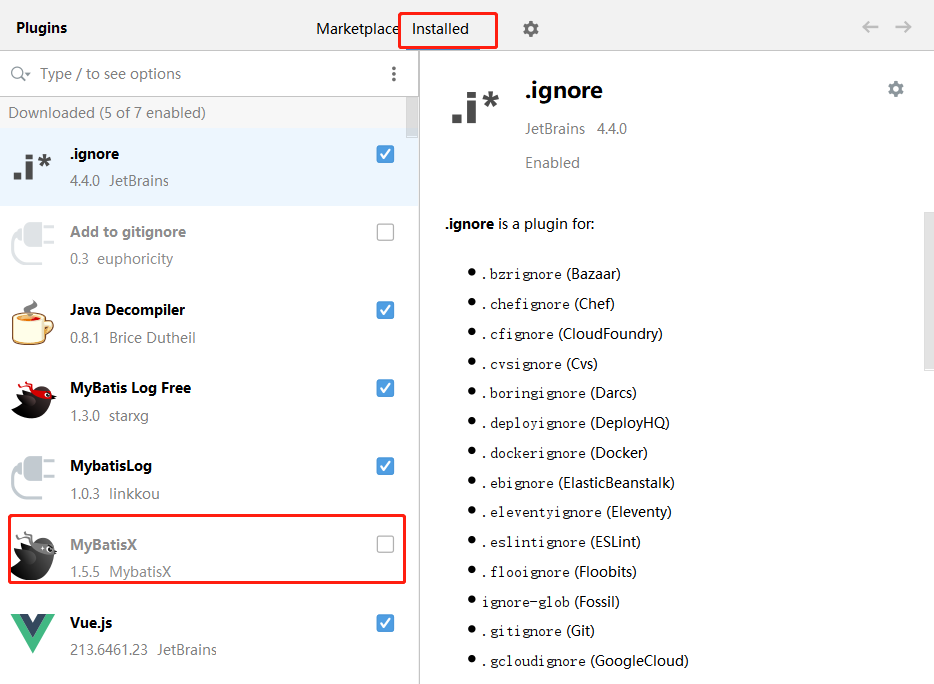 Plugins
Marketplace
Installed
Type / to see options
Downloaded (5 of 7 enabled)
.ignore
4.4.0 JetBrains
Add to gitignore
0.3 euphoricity
Java Decompiler
0.8.1 Brice Dutheil
MyBatis Log Free
1.3.0 starxg
MybatisLog
1.0.3 linkkou
MyBatisX
1.5.5 MybatisX
Vue.js
213.6461.23 JetBrains
.ignore
JetBrains 4.4.0
Enabled
.ignore is a plugin for:
.bzrignore (Bazaar)
.chefignore (Chef)
.cfignore (CloudFoundry)
.cvsignore (Cvs)
.boringignore (Darcs)
.deployignore (DeployHQ)
.dockerignore (Docker)
.ebignore (ElasticBeanstalk)
.eleventyignore (Eleventy)
.eslintignore (ESLint)
.flooignore (Floobits)
ignore-glob (Fossil)
.gitignore (Git)
.gcloudignore (GoogleCloud)